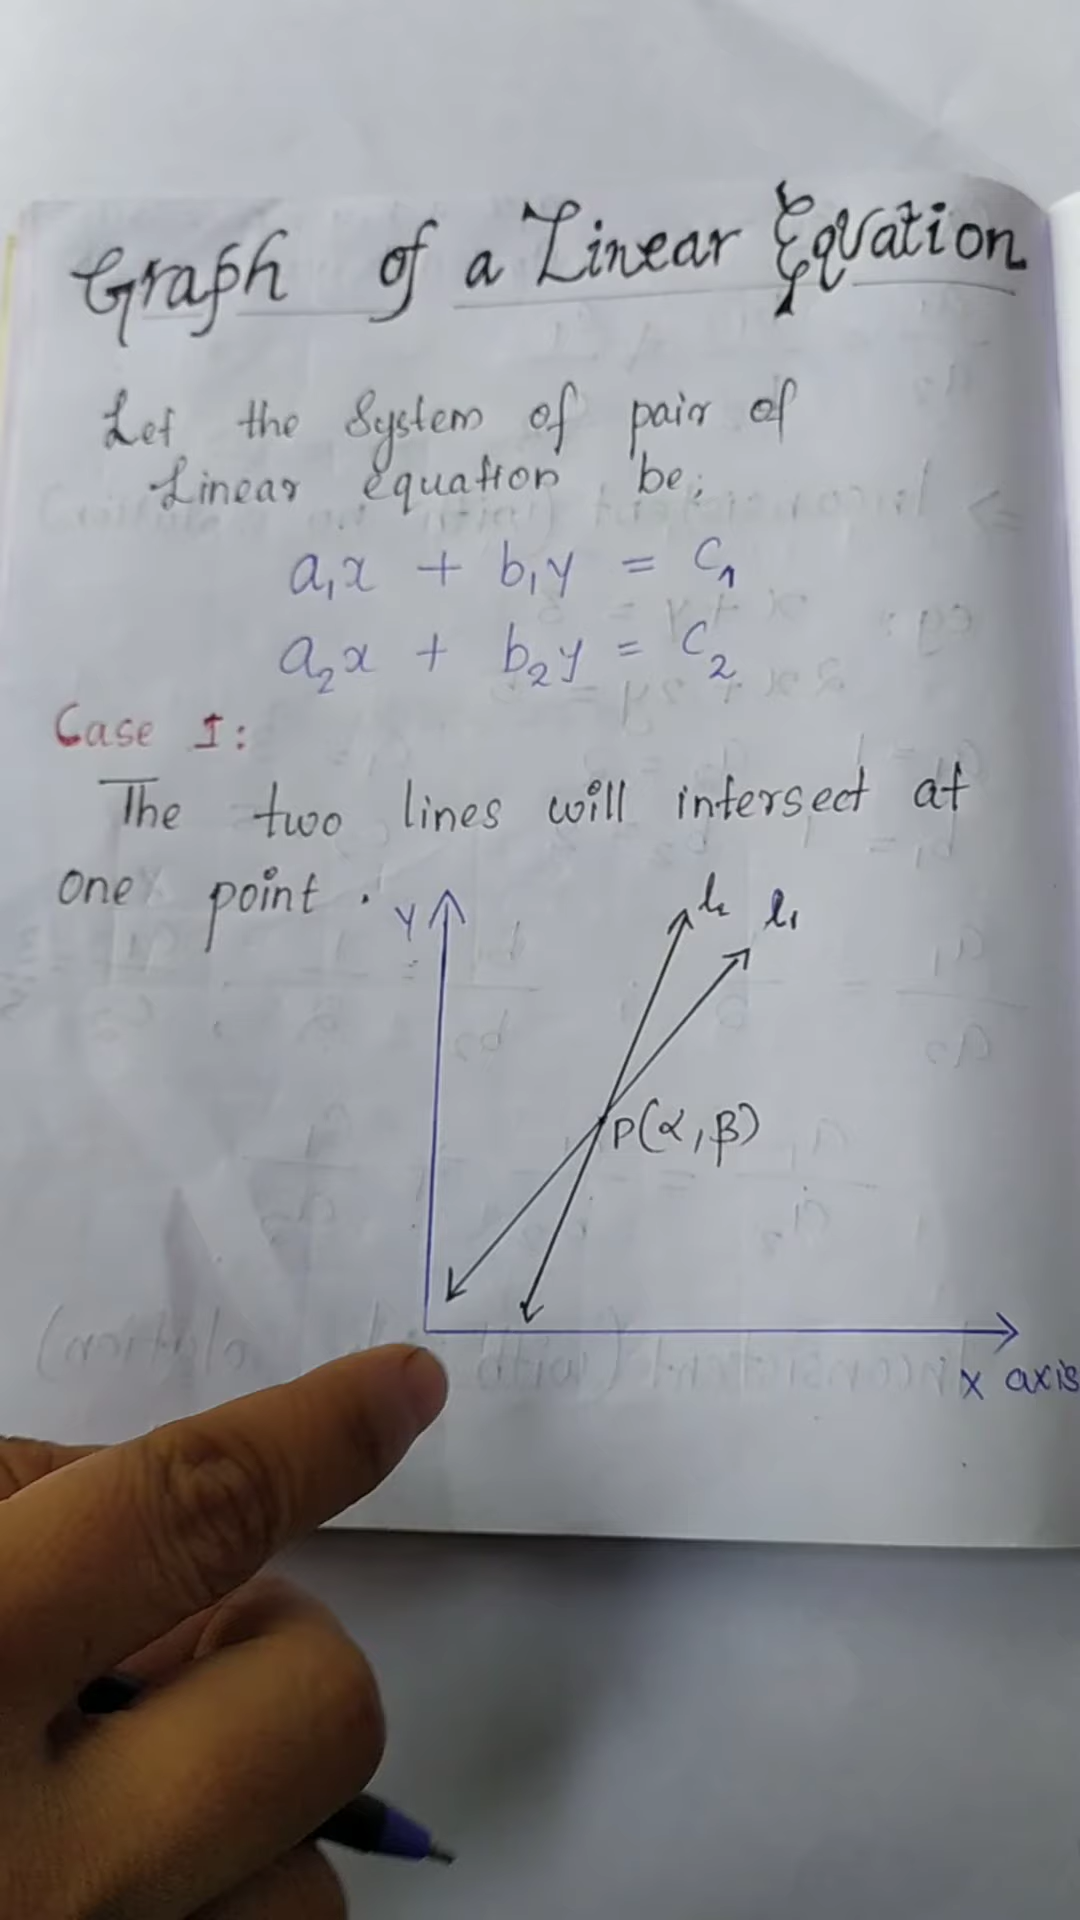 Graph of a Linear Equation
Let the System of pair of
Linear equation be;
a₁x + b₁y = C₁
a₂x + b₂y = C₂
Case I:
The two lines will intersect at
one point.
Y
l₂
l₁
P(α,β)
x axis